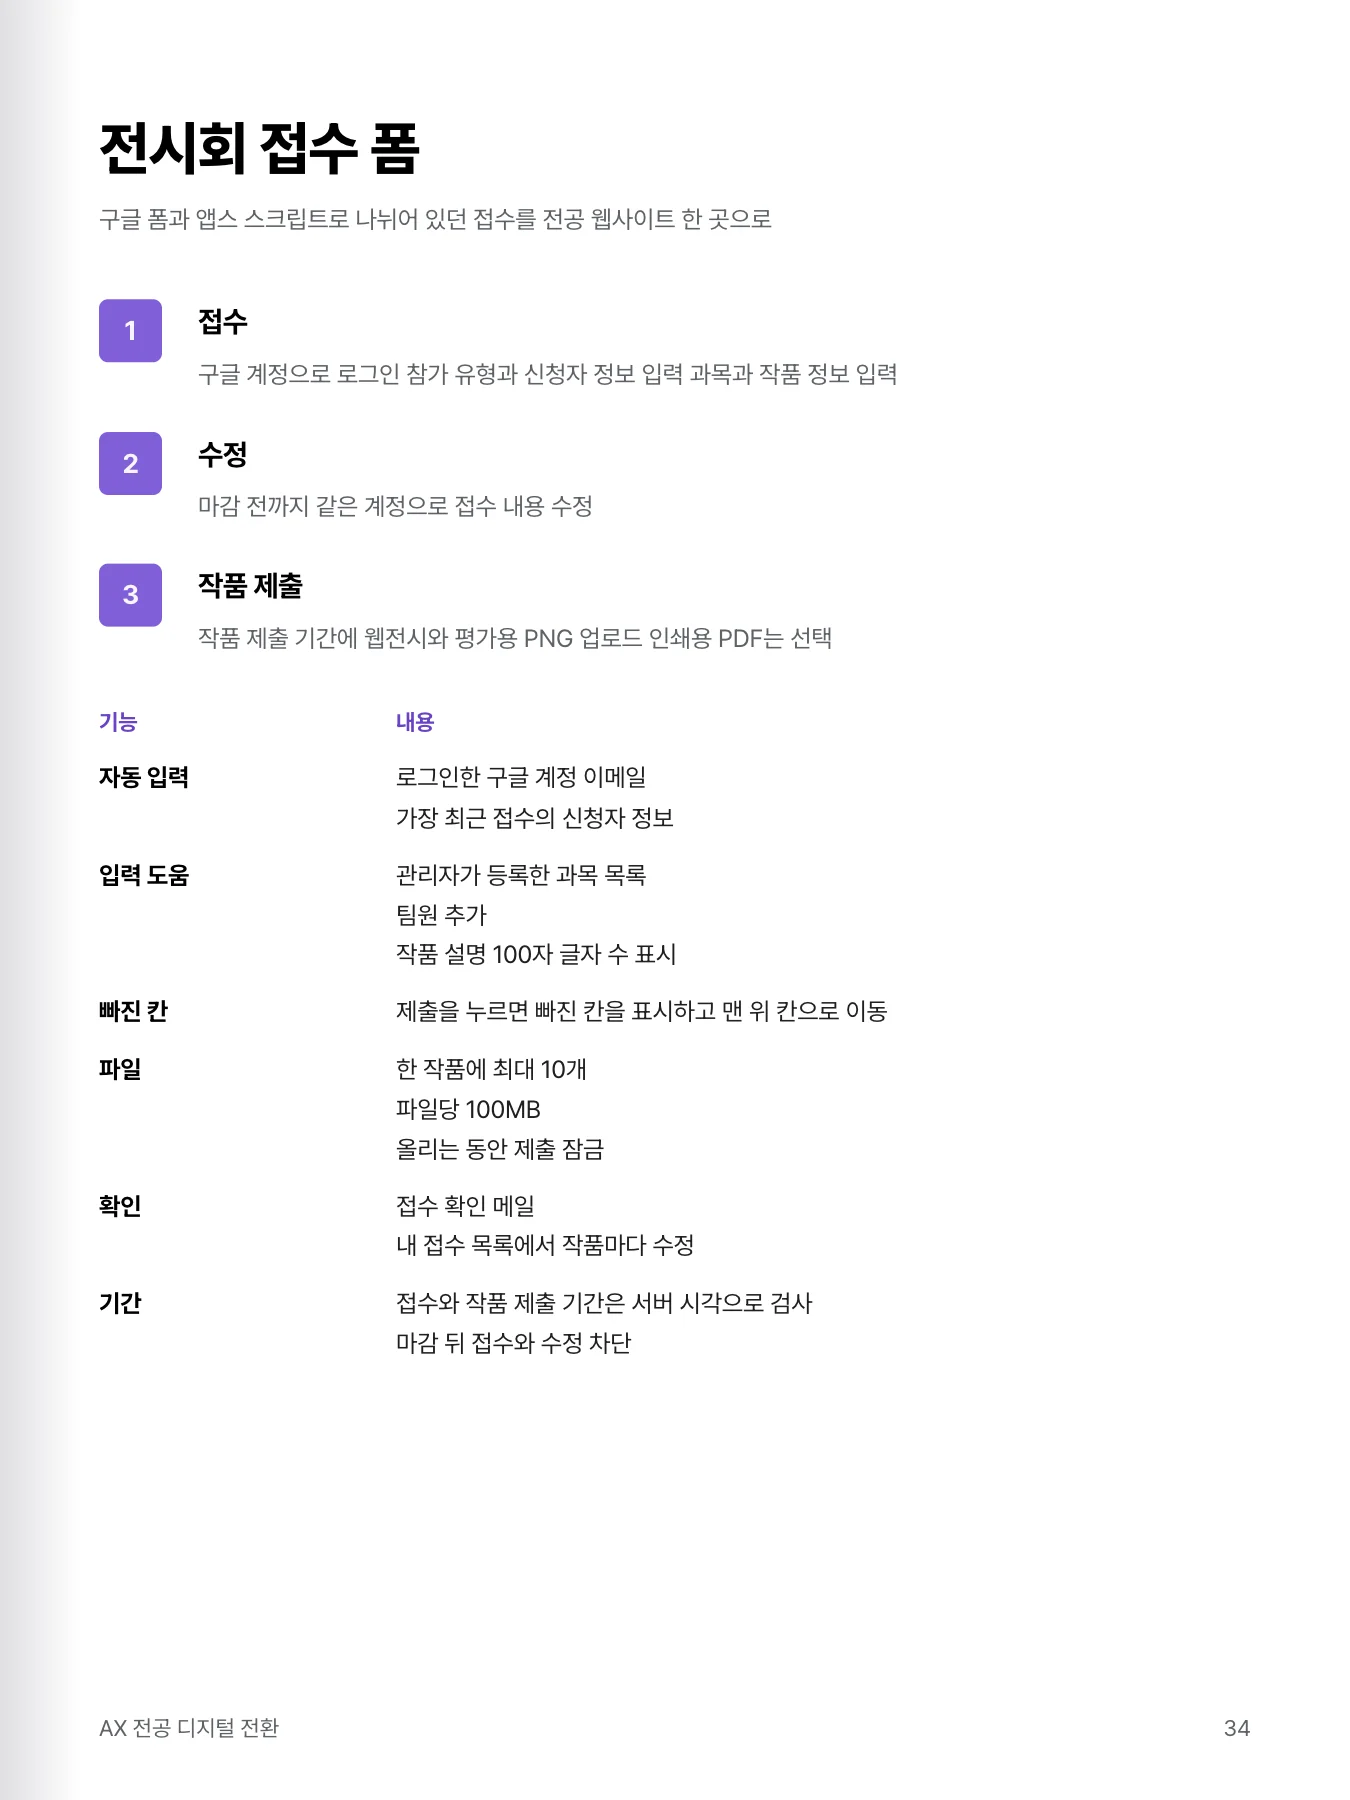 전시회 접수 폼
구글 폼과 앱스 스크립트로 나뉘어 있던 접수를 전공 웹사이트 한 곳으로
1
접수
구글 계정으로 로그인 참가 유형과 신청자 정보 입력 과목과 작품 정보 입력
2
수정
마감 전까지 같은 계정으로 접수 내용 수정
3
작품 제출
작품 제출 기간에 웹전시와 평가용 PNG 업로드 인쇄용 PDF는 선택
기능 내용
자동 입력 로그인한 구글 계정 이메일
가장 최근 접수의 신청자 정보
입력 도움 관리자가 등록한 과목 목록
팀원 추가
작품 설명 100자 글자 수 표시
빠진 칸 제출을 누르면 빠진 칸을 표시하고 맨 위 칸으로 이동
파일 한 작품에 최대 10개
파일당 100MB
올리는 동안 제출 잠금
확인 접수 확인 메일
내 접수 목록에서 작품마다 수정
기간 접수와 작품 제출 기간은 서버 시각으로 검사
마감 뒤 접수와 수정 차단
AX 전공 디지털 전환 34